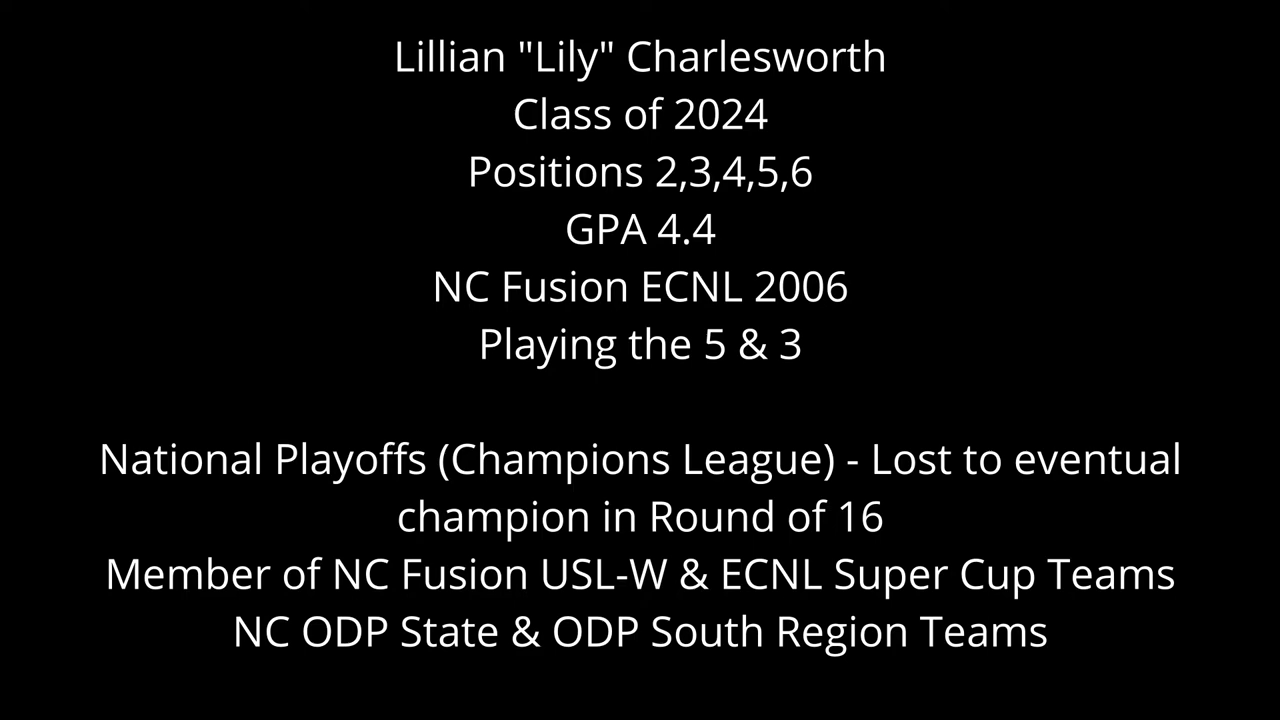 Lillian "Lily" Charlesworth
Class of 2024
Positions 2,3,4,5,6
GPA 4.4
NC Fusion ECNL 2006
Playing the 5 & 3
National Playoffs (Champions League) - Lost to eventual
champion in Round of 16
Member of NC Fusion USL-W & ECNL Super Cup Teams
NC ODP State & ODP South Region Teams